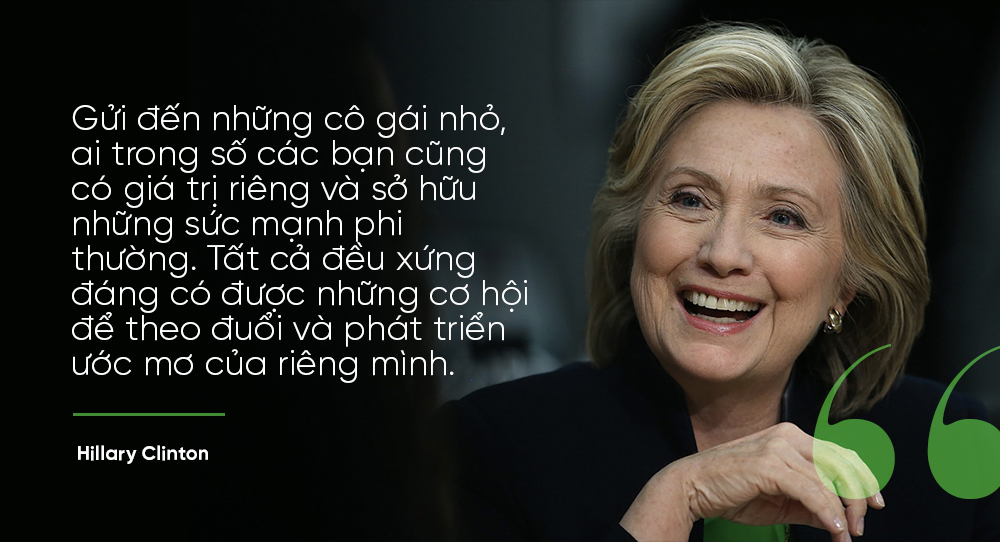 Gửi đến những cô gái nhỏ,
ai trong số các bạn cũng
có giá trị riêng và sở hữu
những sức mạnh phi
thường. Tất cả đều xứng
đáng có được những cơ hội
để theo đuổi và phát triển
ước mơ của riêng mình.
Hillary Clinton